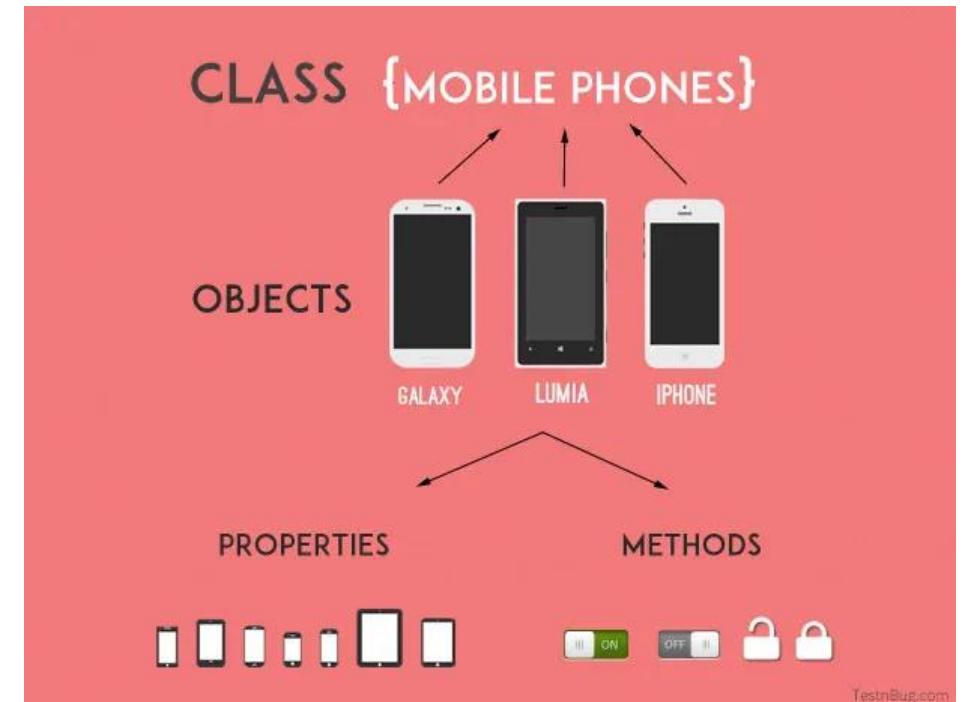 CLASS {MOBILE PHONES}
OBJECTS
GALAXY LUMIA IPHONE
PROPERTIES METHODS
ON OFF
TestnBug.com